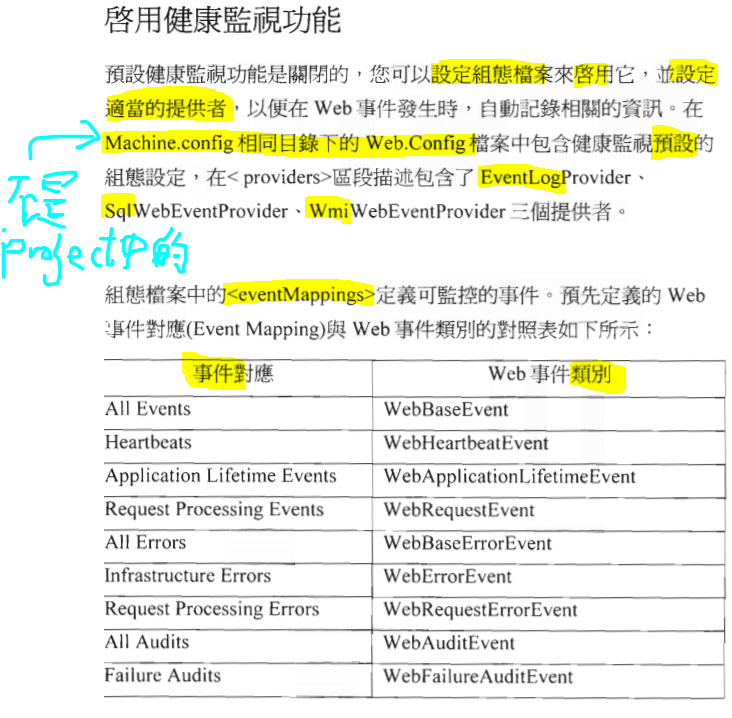 啓用健康監視功能
預設健康監視功能是關閉的，您可以設定組態檔案來啓用它，並設定
適當的提供者，以便在 Web 事件發生時，自動記錄相關的資訊。在
Machine.config 相同目錄下的 Web.Config 檔案中包含健康監視預設的
組態設定，在< providers>區段描述包含了 EventLogProvider、
SqlWebEventProvider、WmiWebEventProvider 三個提供者。
不是
project中的
組態檔案中的<eventMappings>定義可監控的事件。預先定義的 Web
事件對應(Event Mapping)與 Web 事件類別的對照表如下所示：
事件對應 Web 事件類別
All Events WebBaseEvent
Heartbeats WebHeartbeatEvent
Application Lifetime Events WebApplicationLifetimeEvent
Request Processing Events WebRequestEvent
All Errors WebBaseErrorEvent
Infrastructure Errors WebErrorEvent
Request Processing Errors WebRequestErrorEvent
All Audits WebAuditEvent
Failure Audits WebFailureAuditEvent